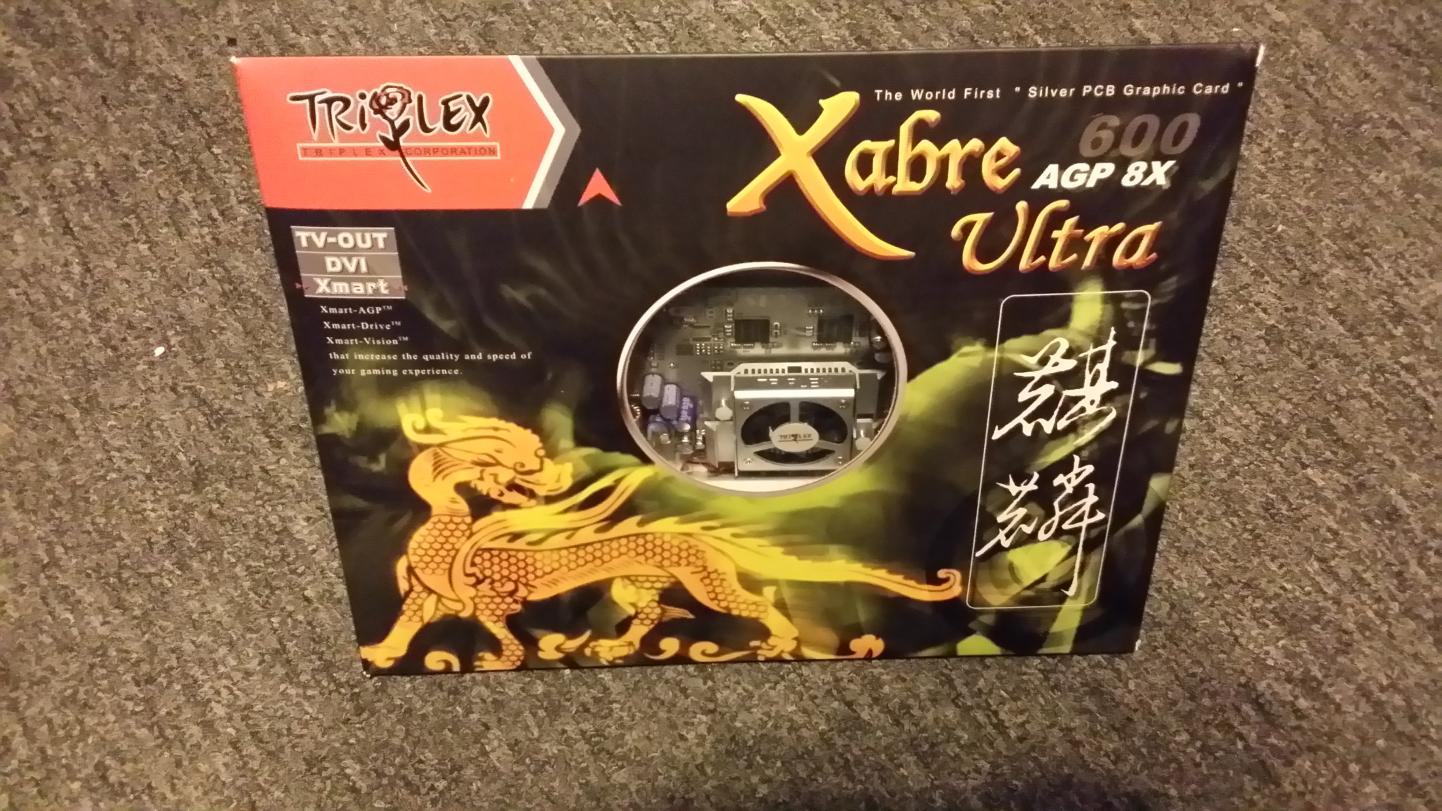 TRIPLEX
TRIPLEX CORPORATION
The World First " Silver PCB Graphic Card "
Xabre 600
AGP 8X
Ultra
TV-OUT
DVI
Xmart
Xmart-AGP™
Xmart-Drive™
Xmart-Vision™
that increase the quality and speed of
your gaming experience.
麒
麟
TRIPLEX
TRIPLEX